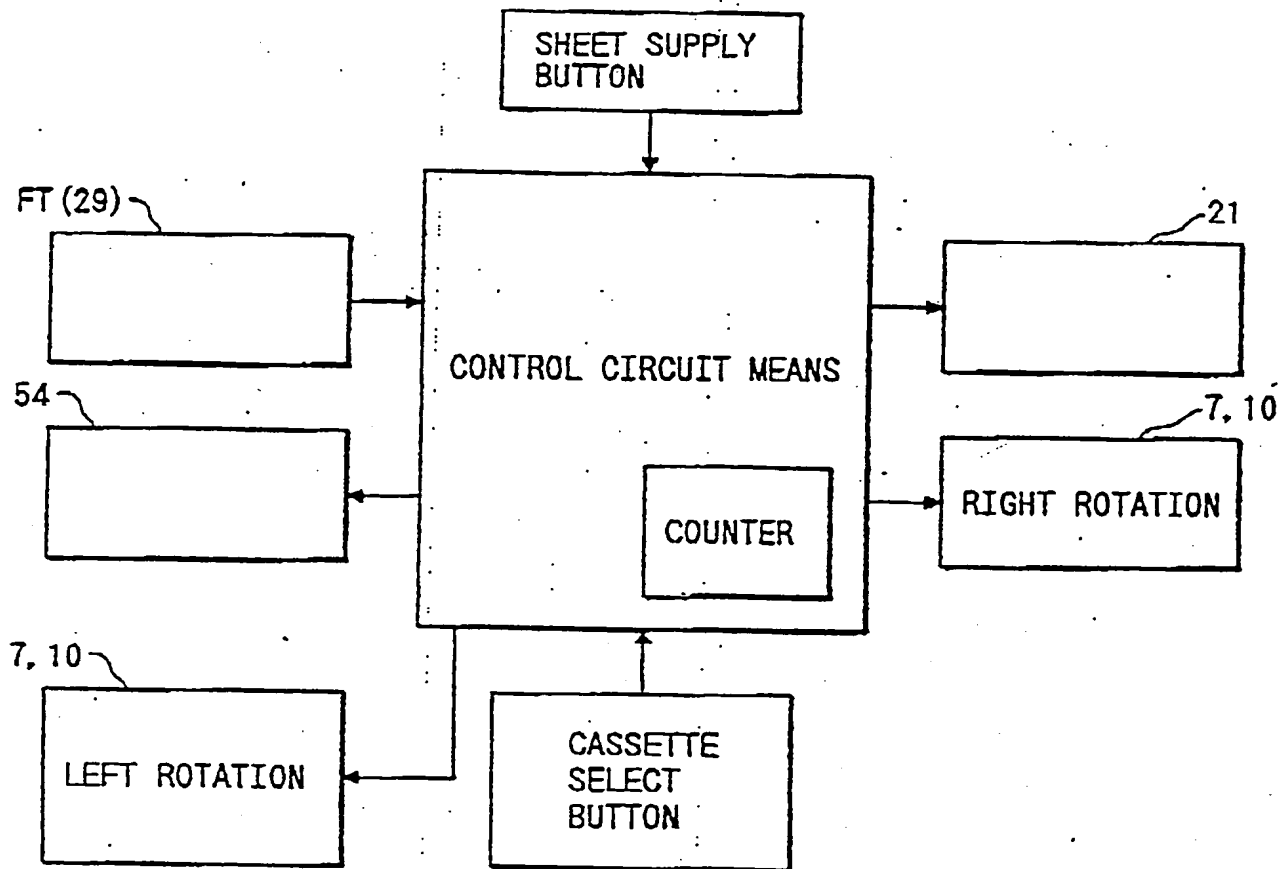 SHEET SUPPLY
BUTTON
FT (29)
21
CONTROL CIRCUIT MEANS
54
7, 10
RIGHT ROTATION
COUNTER
7, 10
LEFT ROTATION
CASSETTE
SELECT
BUTTON